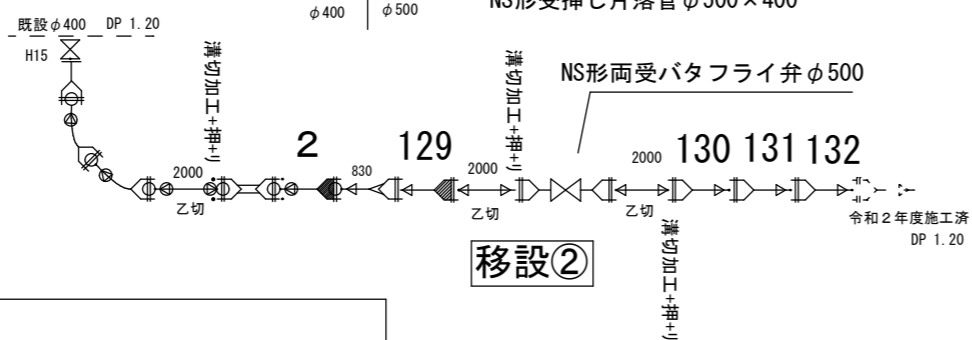 NS形受挿し片落管φ500×400
φ400
φ500
既設φ400 DP 1.20
H15
溝切加工+押ﾘ
溝切加工+押ﾘ
NS形両受バタフライ弁φ500
2
129
130
131
132
2000
830
2000
2000
乙切
乙切
乙切
令和2年度施工済
DP 1.20
移設②
溝切加工+押ﾘ